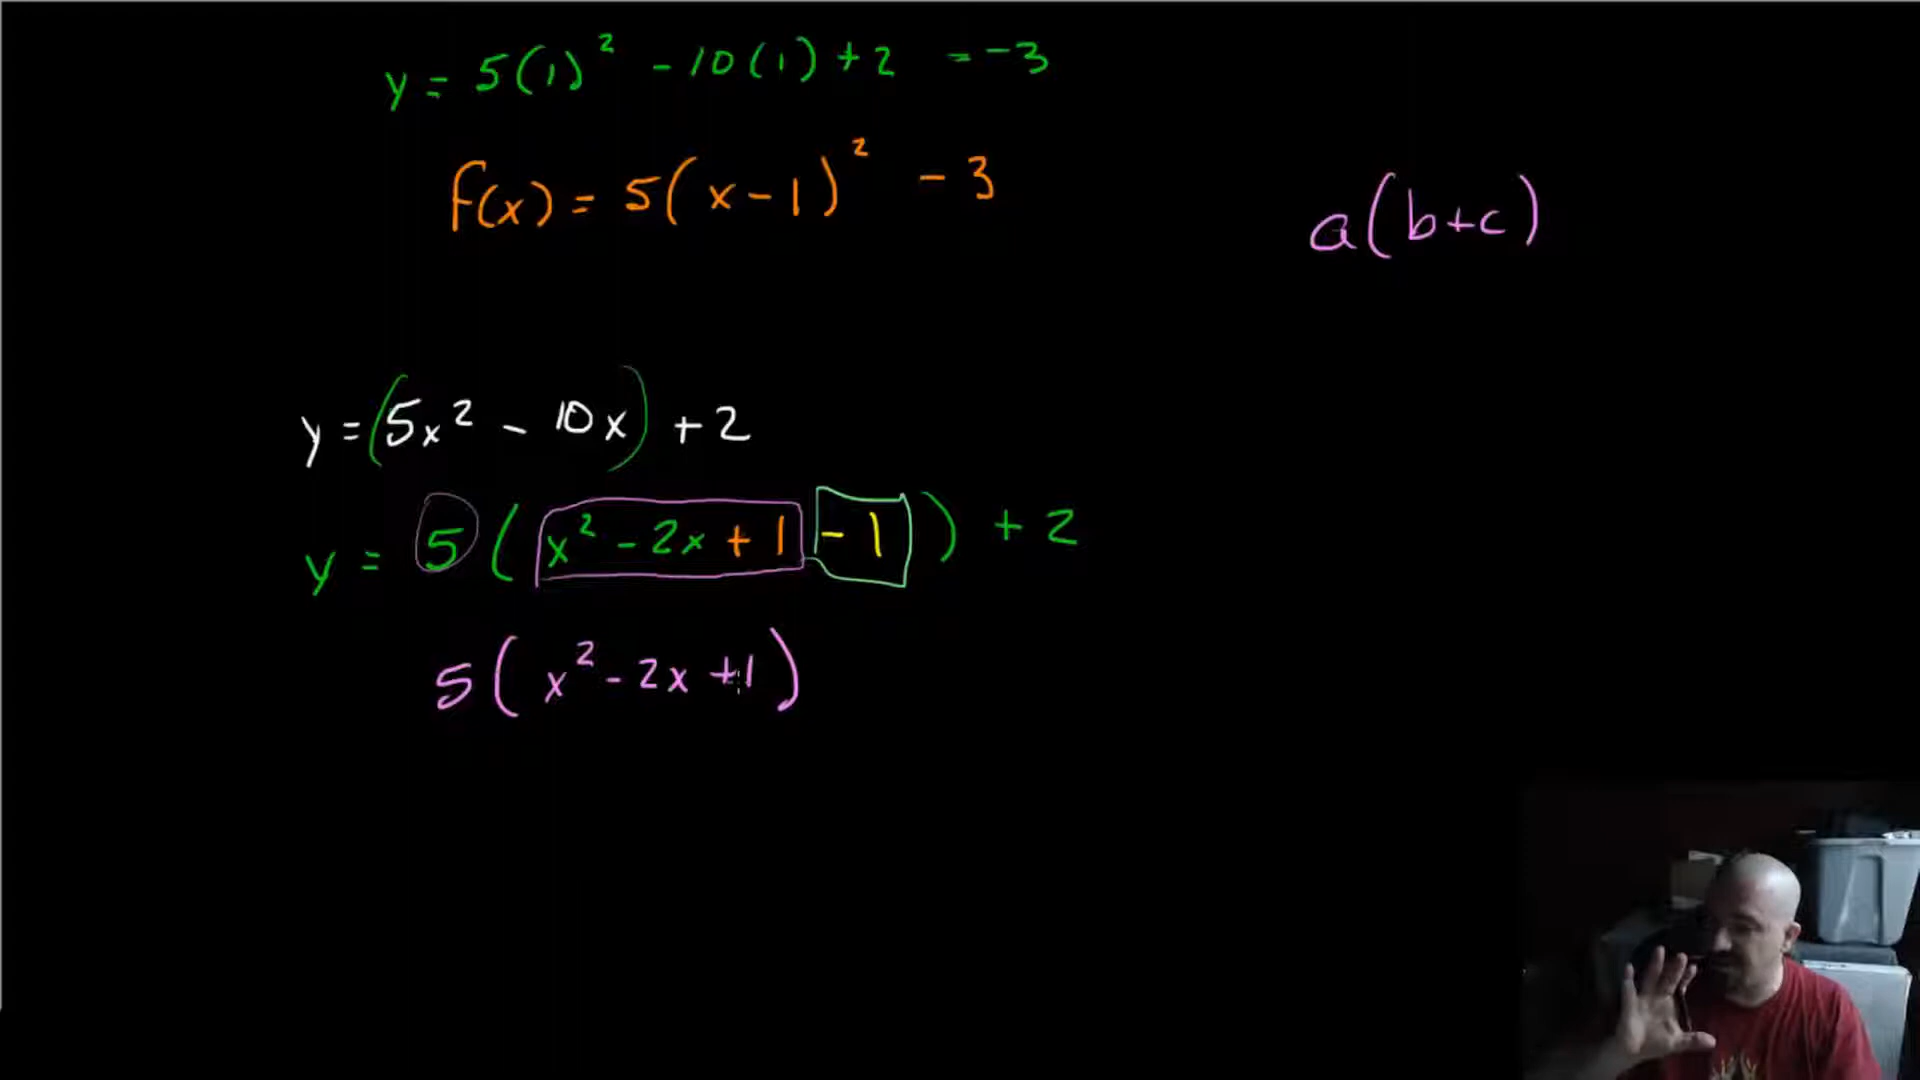 y = 5(1)² - 10(1) + 2 = -3
f(x) = 5(x-1)² - 3
a(b+c)
y = (5x² - 10x) + 2
y = 5(x² - 2x + 1 - 1) + 2
5(x² - 2x + 1)